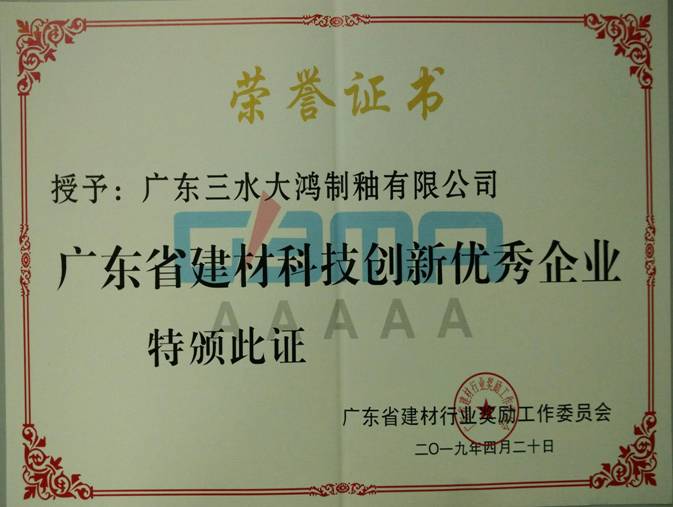 荣誉证书
授予：广东三水大鸿制釉有限公司
广东省建材科技创新优秀企业
AAAAA
特颁此证
广东省建材行业奖励工作委员会
二〇一九年四月二十日